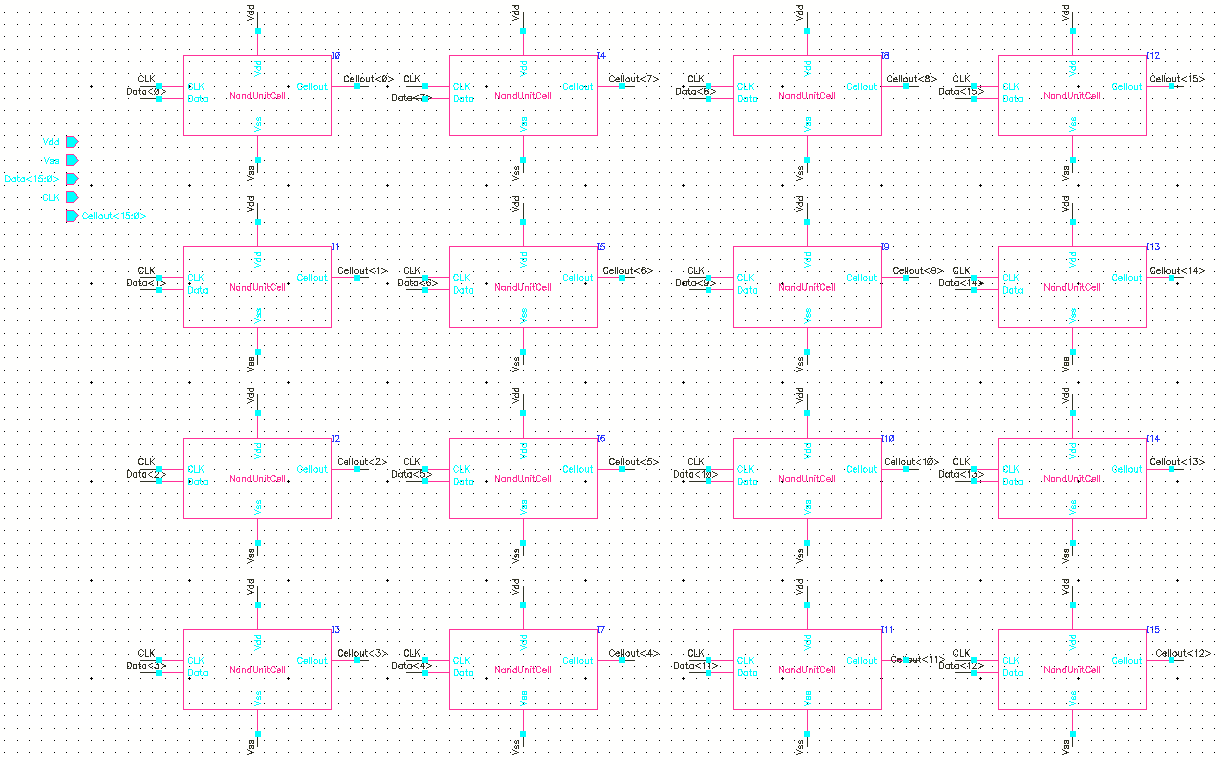 Vdd Vdd Vdd Vdd
I0 I4 I8 I12
CLK Vdd Cellout<0> CLK Vdd Cellout<7> CLK Vdd Cellout<8> CLK Vdd Cellout<15>
CLK Cellout CLK Cellout CLK Cellout CLK Cellout
Data<0> Data NandUnitCell Data<7> Data NandUnitCell Data<8> Data NandUnitCell Data<15> Data NandUnitCell
Vss Vss Vss Vss
Vss Vss Vss Vss
Vdd
Vss
Data<15:0>
CLK
Cellout<15:0>
Vdd Vdd Vdd Vdd
I1 I5 I9 I13
CLK Vdd Cellout<1> CLK Vdd Cellout<6> CLK Vdd Cellout<9> CLK Vdd Cellout<14>
CLK Cellout CLK Cellout CLK Cellout CLK Cellout
Data<1> Data NandUnitCell Data<6> Data NandUnitCell Data<9> Data NandUnitCell Data<14> Data NandUnitCell
Vss Vss Vss Vss
Vss Vss Vss Vss
Vdd Vdd Vdd Vdd
I2 I6 I10 I14
CLK Vdd Cellout<2> CLK Vdd Cellout<5> CLK Vdd Cellout<10> CLK Vdd Cellout<13>
CLK Cellout CLK Cellout CLK Cellout CLK Cellout
Data<2> Data NandUnitCell Data<5> Data NandUnitCell Data<10> Data NandUnitCell Data<13> Data NandUnitCell
Vss Vss Vss Vss
Vss Vss Vss Vss
Vdd Vdd Vdd Vdd
I3 I7 I11 I15
CLK Vdd Cellout<3> CLK Vdd Cellout<4> CLK Vdd Cellout<11> CLK Vdd Cellout<12>
CLK Cellout CLK Cellout CLK Cellout CLK Cellout
Data<3> Data NandUnitCell Data<4> Data NandUnitCell Data<11> Data NandUnitCell Data<12> Data NandUnitCell
Vss Vss Vss Vss
Vss Vss Vss Vss